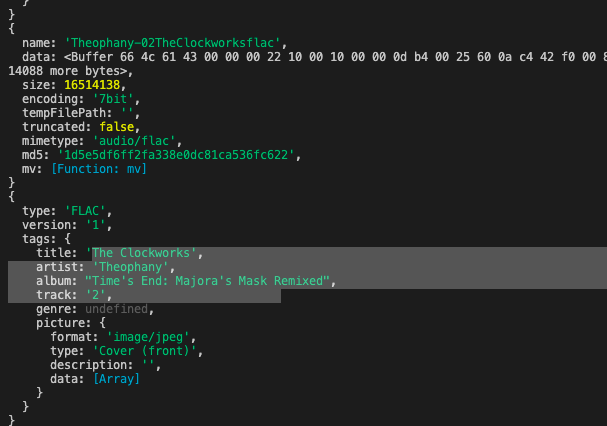 }
}
{
name: 'Theophany-02TheClockworksflac',
data: <Buffer 66 4c 61 43 00 00 00 22 10 00 10 00 00 0d b4 00 25 60 0a c4 42 f0 00 8
14088 more bytes>,
size: 16514138,
encoding: '7bit',
tempFilePath: '',
truncated: false,
mimetype: 'audio/flac',
md5: '1d5e5df6ff2fa338e0dc81ca536fc622',
mv: [Function: mv]
}
{
type: 'FLAC',
version: '1',
tags: {
title: 'The Clockworks',
artist: 'Theophany',
album: "Time's End: Majora's Mask Remixed",
track: '2',
genre: undefined,
picture: {
format: 'image/jpeg',
type: 'Cover (front)',
description: '',
data: [Array]
}
}
}